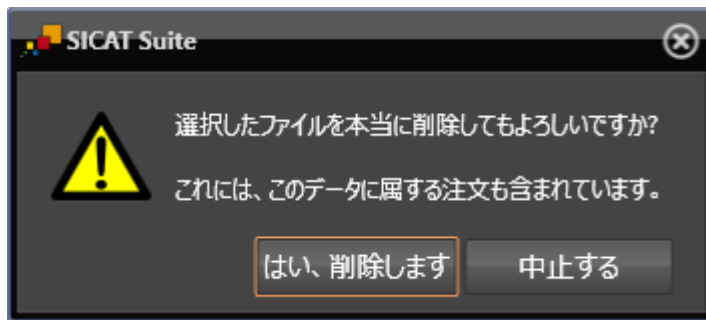 SICAT Suite
選択したファイルを本当に削除してもよろしいですか?
これには、このデータに属する注文も含まれています。
はい、削除します 中止する